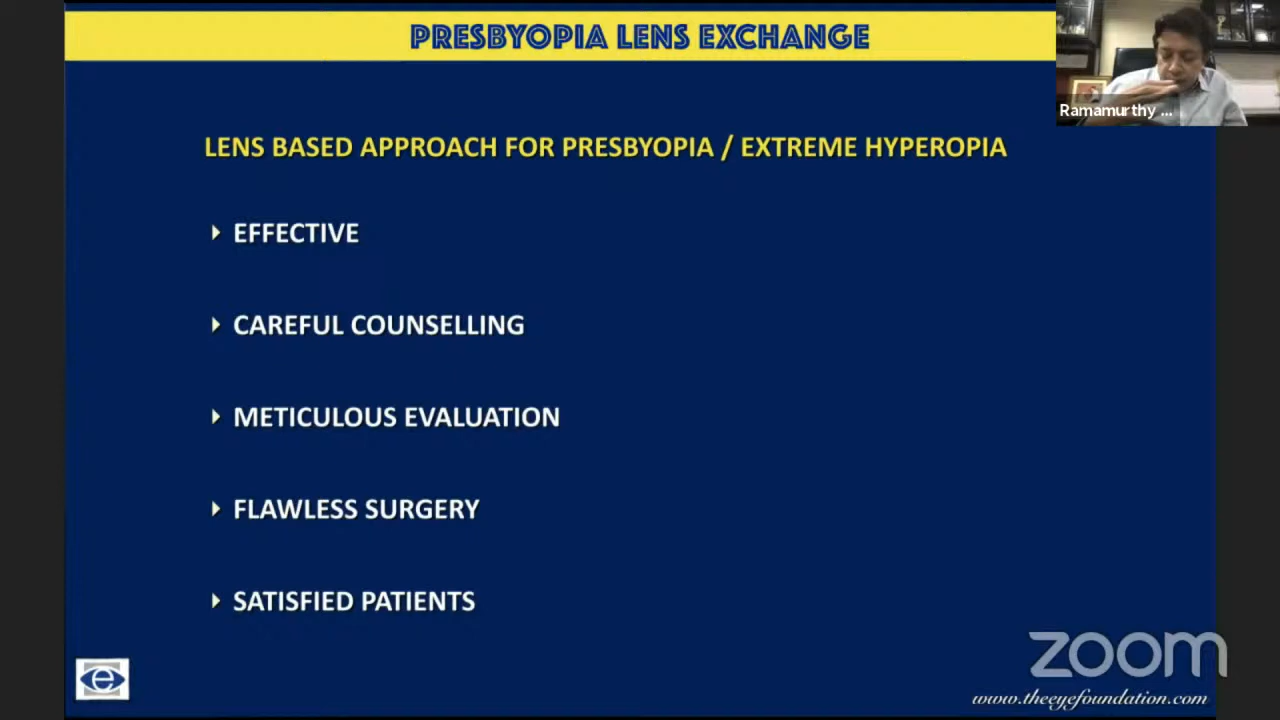 PRESBYOPIA LENS EXCHANGE
Ramamurthy ...
LENS BASED APPROACH FOR PRESBYOPIA / EXTREME HYPEROPIA
EFFECTIVE
CAREFUL COUNSELLING
METICULOUS EVALUATION
FLAWLESS SURGERY
SATISFIED PATIENTS
zoom
www.theeyefoundation.com